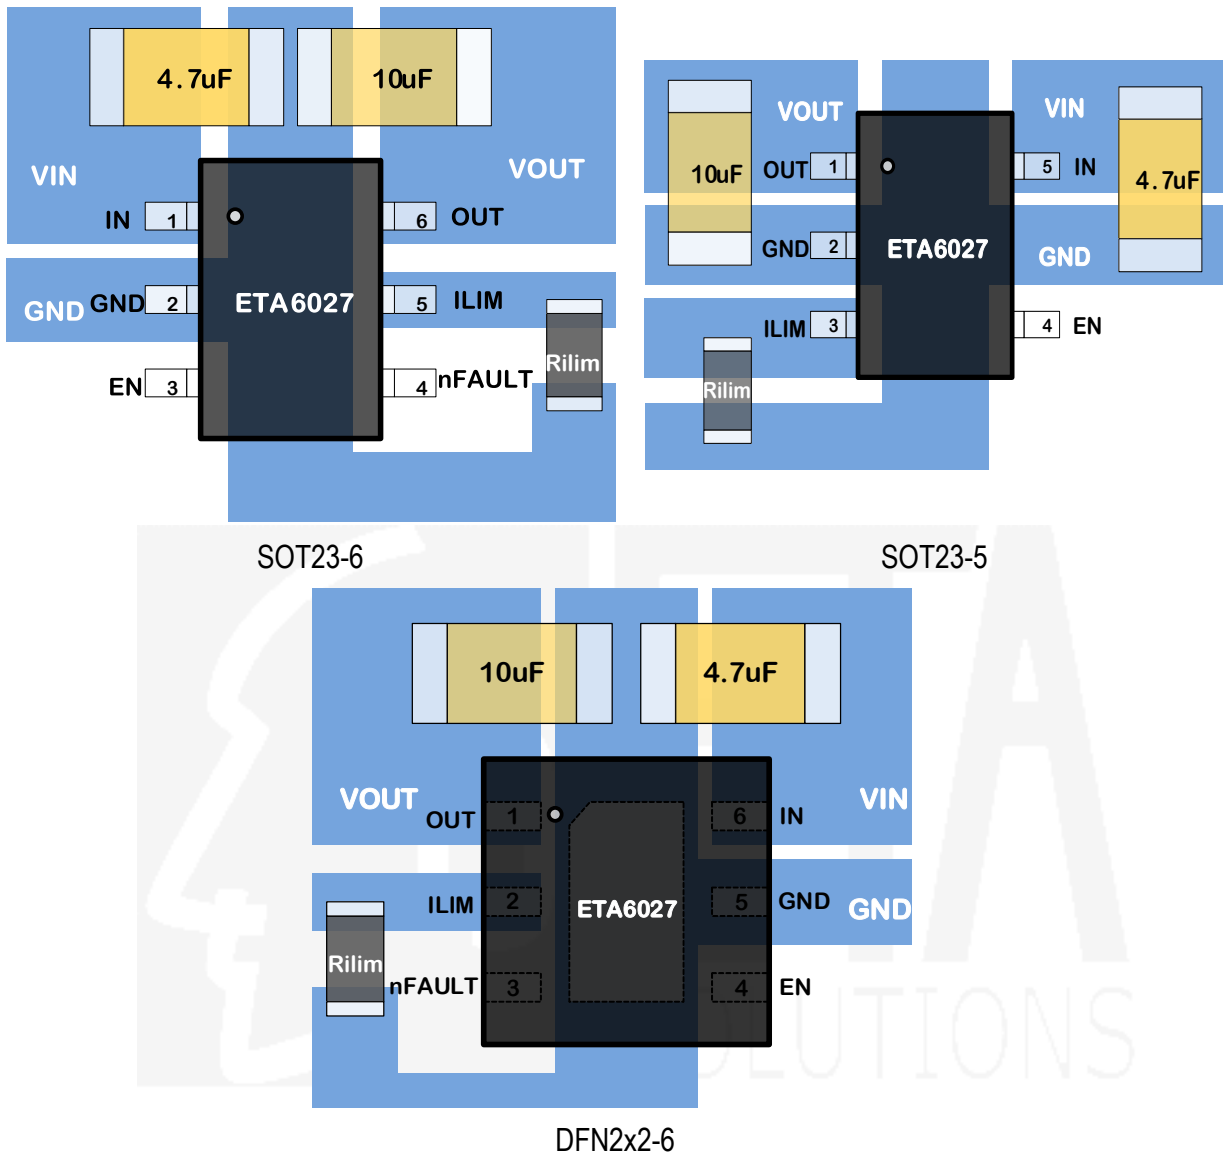 4.7uF
10uF
VIN
VOUT
IN 1
6 OUT
GND
GND 2
ETA6027
5 ILIM
EN 3
4 nFAULT
Rilim
SOT23-6
VOUT
VIN
10uF
OUT 1
5 IN
4.7uF
GND 2
ETA6027
GND
ILIM 3
4 EN
Rilim
SOT23-5
10uF
4.7uF
VOUT
VIN
OUT 1
6 IN
ILIM 2
ETA6027
5 GND
GND
Rilim
nFAULT 3
4 EN
DFN2x2-6